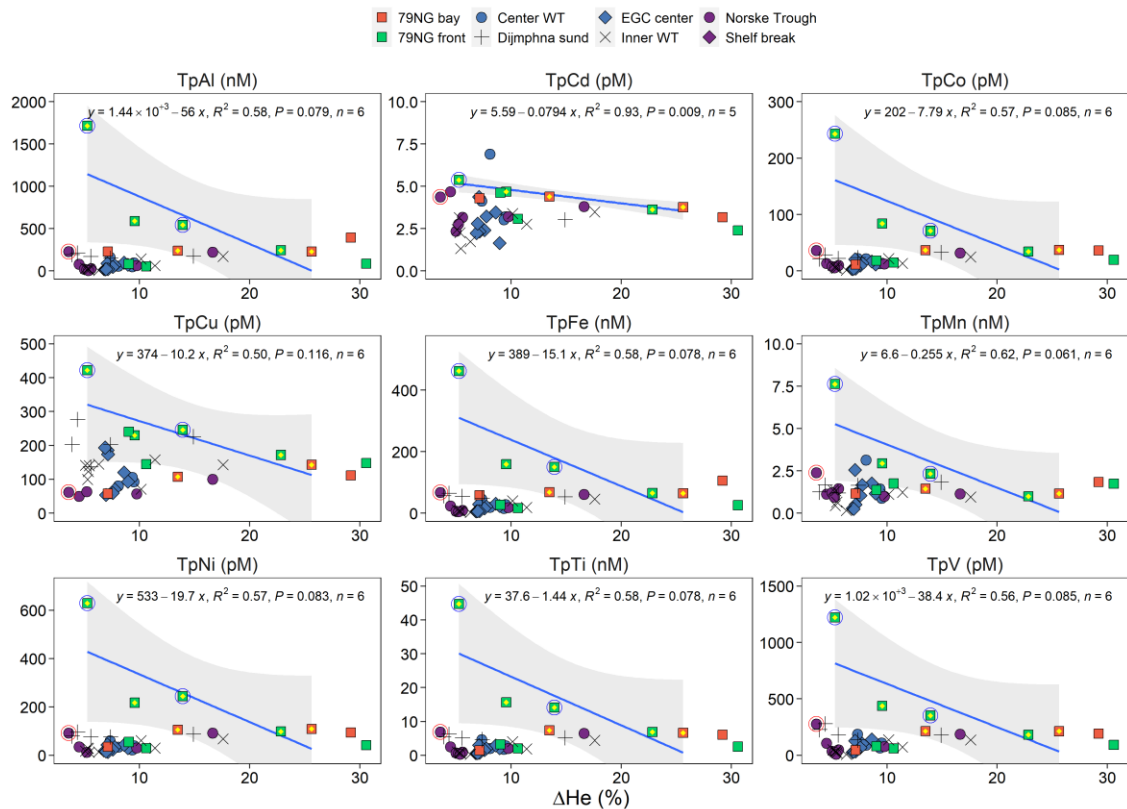 79NG bay Center WT EGC center Norske Trough
79NG front Dijmphna sund Inner WT Shelf break
TpAl (nM) TpCd (pM) TpCo (pM)
y = 1.44 × 10⁺³ − 56 x, R² = 0.58, P = 0.079, n = 6
y = 5.59 − 0.0794 x, R² = 0.93, P = 0.009, n = 5
y = 202 − 7.79 x, R² = 0.57, P = 0.085, n = 6
2000 10.0 300
1500 7.5 200
1000 5.0 100
500 2.5
0 0.0 0
10 20 30 10 20 30 10 20 30
TpCu (pM) TpFe (nM) TpMn (nM)
y = 374 − 10.2 x, R² = 0.50, P = 0.116, n = 6
y = 389 − 15.1 x, R² = 0.58, P = 0.078, n = 6
y = 6.6 − 0.255 x, R² = 0.62, P = 0.061, n = 6
500 10.0
400 400 7.5
300 5.0
200 200 2.5
100
0 0 0.0
10 20 30 10 20 30 10 20 30
TpNi (pM) TpTi (nM) TpV (pM)
y = 533 − 19.7 x, R² = 0.57, P = 0.083, n = 6
y = 37.6 − 1.44 x, R² = 0.58, P = 0.078, n = 6
y = 1.02 × 10⁺³ − 38.4 x, R² = 0.56, P = 0.085, n = 6
600 50 1500
400 40 1000
200 30 500
20
10
0 0 0
10 20 30 10 20 30 10 20 30
ΔHe (%)